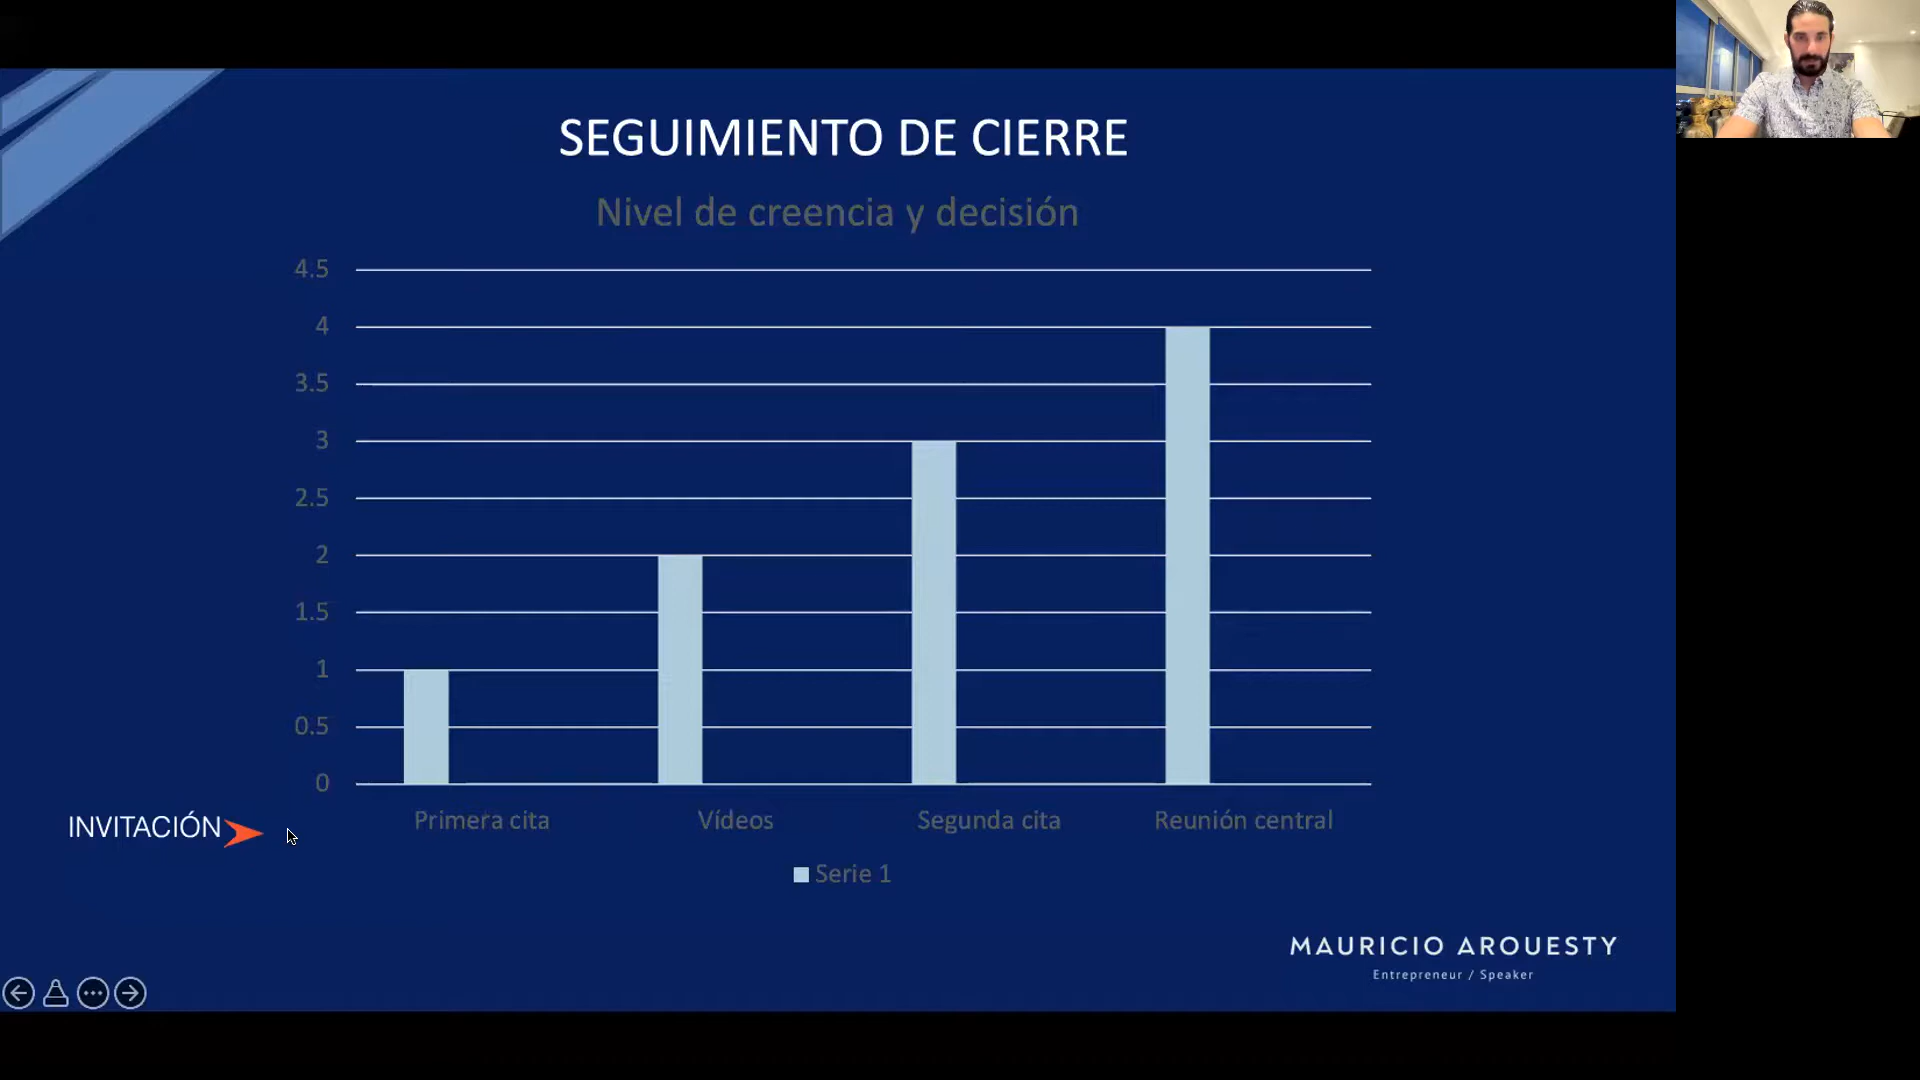 SEGUIMIENTO DE CIERRE
Nivel de creencia y decisión
4.5
4
3.5
3
2.5
2
1.5
1
0.5
0
Primera cita
Vídeos
Segunda cita
Reunión central
INVITACIÓN
Serie 1
MAURICIO AROUESTY
Entrepreneur / Speaker